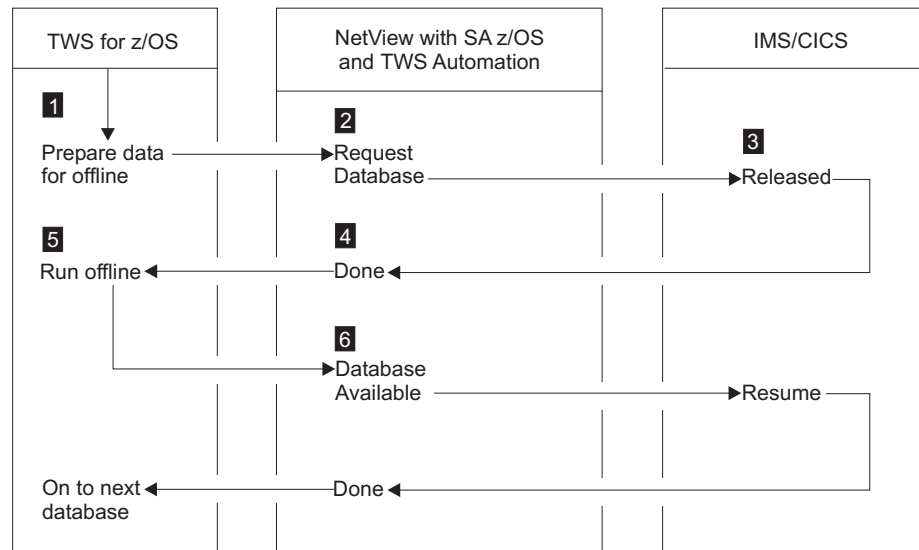 TWS for z/OS
NetView with SA z/OS
and TWS Automation
IMS/CICS
1
2
3
Prepare data
for offline
Request
Database
Released
5
4
Run offline
Done
6
Database
Available
Resume
On to next
database
Done